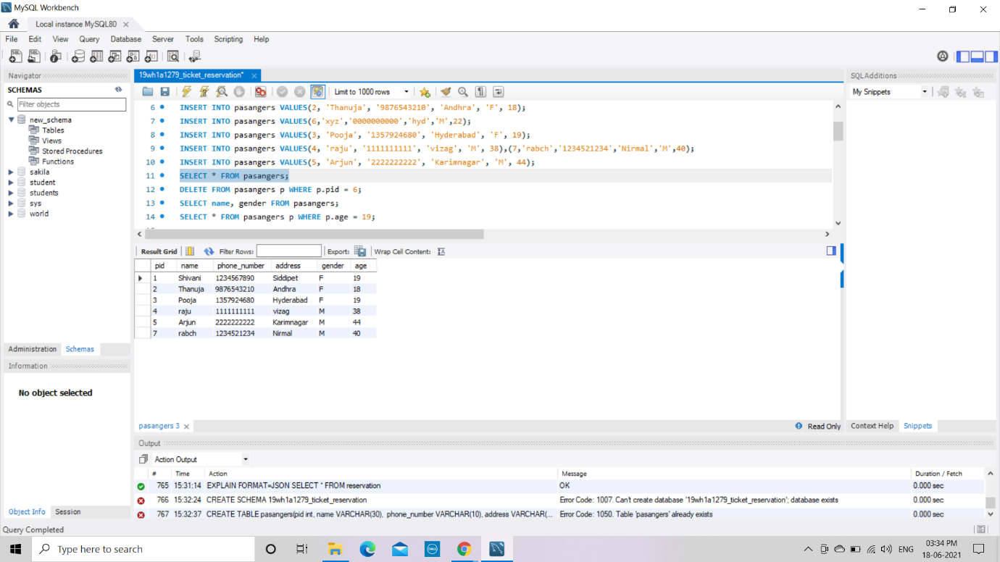 MySQL Workbench
Local instance MySQL80
File Edit View Query Database Server Tools Scripting Help
Navigator
SCHEMAS
Filter objects
new_schema
Tables
Views
Stored Procedures
Functions
sakila
student
students
sys
world
Administration Schemas
Information
No object selected
Object Info Session
19wh1a1279_ticket_reservation*
Limit to 1000 rows
6 INSERT INTO pasangers VALUES(2, 'Thanuja', '9876543210', 'Andhra', 'F', 18);
7 INSERT INTO pasangers VALUES(6,'xyz','0000000000','hyd','M',22);
8 INSERT INTO pasangers VALUES(3, 'Pooja', '1357924680', 'Hyderabad', 'F', 19);
9 INSERT INTO pasangers VALUES(4, 'raju', '1111111111', 'vizag', 'M', 38),(7,'rabch','1234521234','Nirmal','M',40);
10 INSERT INTO pasangers VALUES(5, 'Arjun', '2222222222', 'Karimnagar', 'M', 44);
11 SELECT * FROM pasangers;
12 DELETE FROM pasangers p WHERE p.pid = 6;
13 SELECT name, gender FROM pasangers;
14 SELECT * FROM pasangers p WHERE p.age = 19;
Result Grid Filter Rows: Export: Wrap Cell Content:
pid name phone_number address gender age
1 Shivani 1234567890 Siddipet F 19
2 Thanuja 9876543210 Andhra F 18
3 Pooja 1357924680 Hyderabad F 19
4 raju 1111111111 vizag M 38
5 Arjun 2222222222 Karimnagar M 44
7 rabch 1234521234 Nirmal M 40
pasangers 3
Read Only
SQLAdditions
My Snippets
Context Help Snippets
Output
Action Output
# Time Action Message Duration / Fetch
765 15:31:14 EXPLAIN FORMAT=JSON SELECT * FROM reservation OK 0.000 sec
766 15:32:24 CREATE SCHEMA 19wh1a1279_ticket_reservation Error Code: 1007. Can't create database '19wh1a1279_ticket_reservation'; database exists 0.000 sec
767 15:32:37 CREATE TABLE pasangers(pid int, name VARCHAR(30), phone_number VARCHAR(10), address VARCHAR(... Error Code: 1050. Table 'pasangers' already exists 0.000 sec
Query Completed
Type here to search
DELL
ENG
03:34 PM
18-06-2021